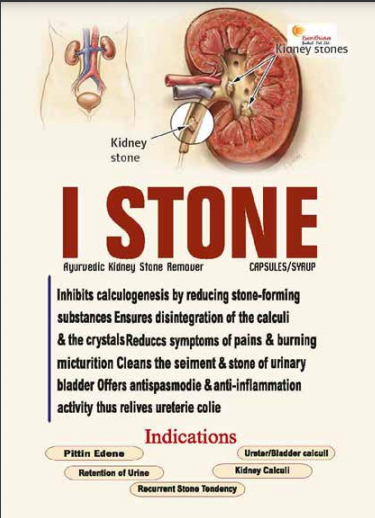 Kidney stones
Kidney
stone
I STONE
Ayurvedic Kidney Stone Remover CAPSULES/SYRUP
Inhibits calculogenesis by reducing stone-forming
substances Ensures disintegration of the calculi
& the crystals Reduccs symptoms of pains & burning
micturition Cleans the seiment & stone of urinary
bladder Offers antispasmodie & anti-inflammation
activity thus relives ureterie colie
Indications
Pittin Edene
Ureter/Bladder calcull
Retention of Urine
Kidney Calculi
Recurrent Stone Tendency